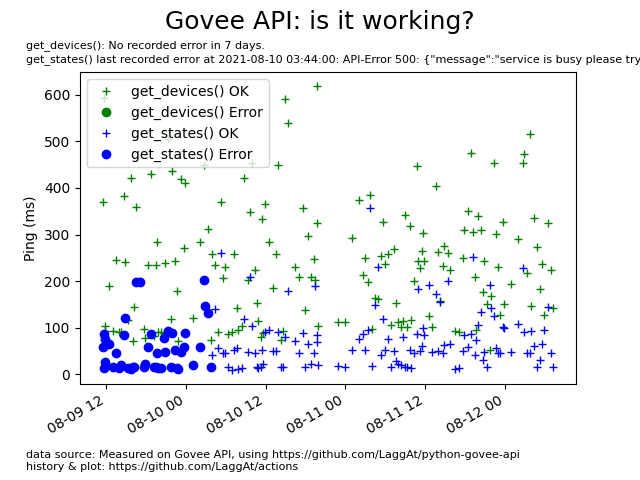 Govee API: is it working?
get_devices(): No recorded error in 7 days.
get_states() last recorded error at 2021-08-10 03:44:00: API-Error 500: {"message":"service is busy please try
get_devices() OK
get_devices() Error
get_states() OK
get_states() Error
Ping (ms)
600
500
400
300
200
100
0
08-09 12
08-10 00
08-10 12
08-11 00
08-11 12
08-12 00
data source: Measured on Govee API, using https://github.com/LaggAt/python-govee-api
history & plot: https://github.com/LaggAt/actions